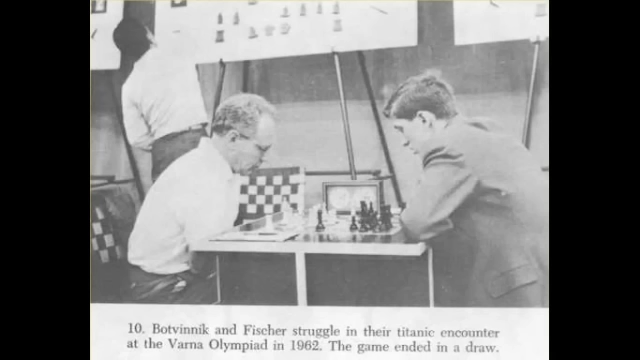 10. Botvinnik and Fischer struggle in their titanic encounter
at the Varna Olympiad in 1962. The game ended in a draw.